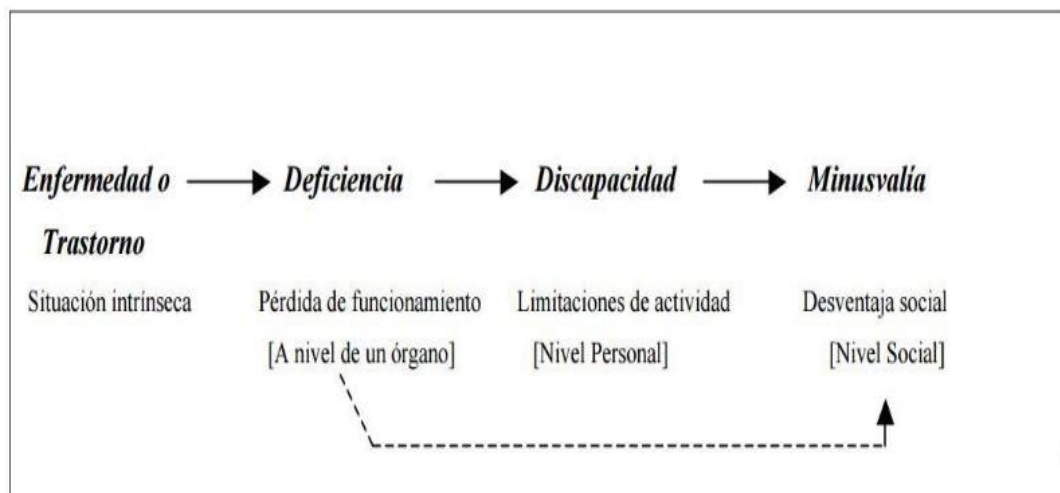 Enfermedad o Deficiencia Discapacidad Minusvalía
Trastorno
Situación intrínseca Pérdida de funcionamiento Limitaciones de actividad Desventaja social
[A nivel de un órgano] [Nivel Personal] [Nivel Social]